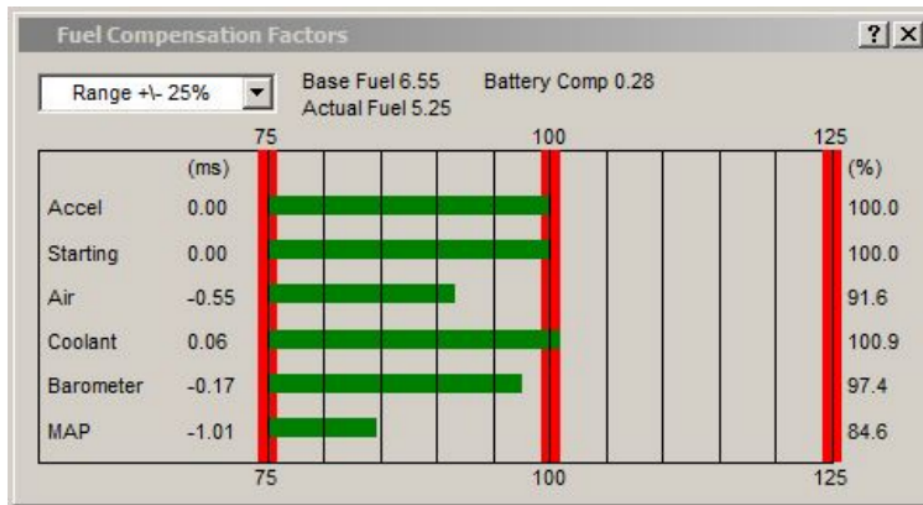 Fuel Compensation Factors
? X
Range +\- 25% Base Fuel 6.55 Battery Comp 0.28
Actual Fuel 5.25
75 100 125
(ms) (%)
Accel 0.00 100.0
Starting 0.00 100.0
Air -0.55 91.6
Coolant 0.06 100.9
Barometer -0.17 97.4
MAP -1.01 84.6
75 100 125